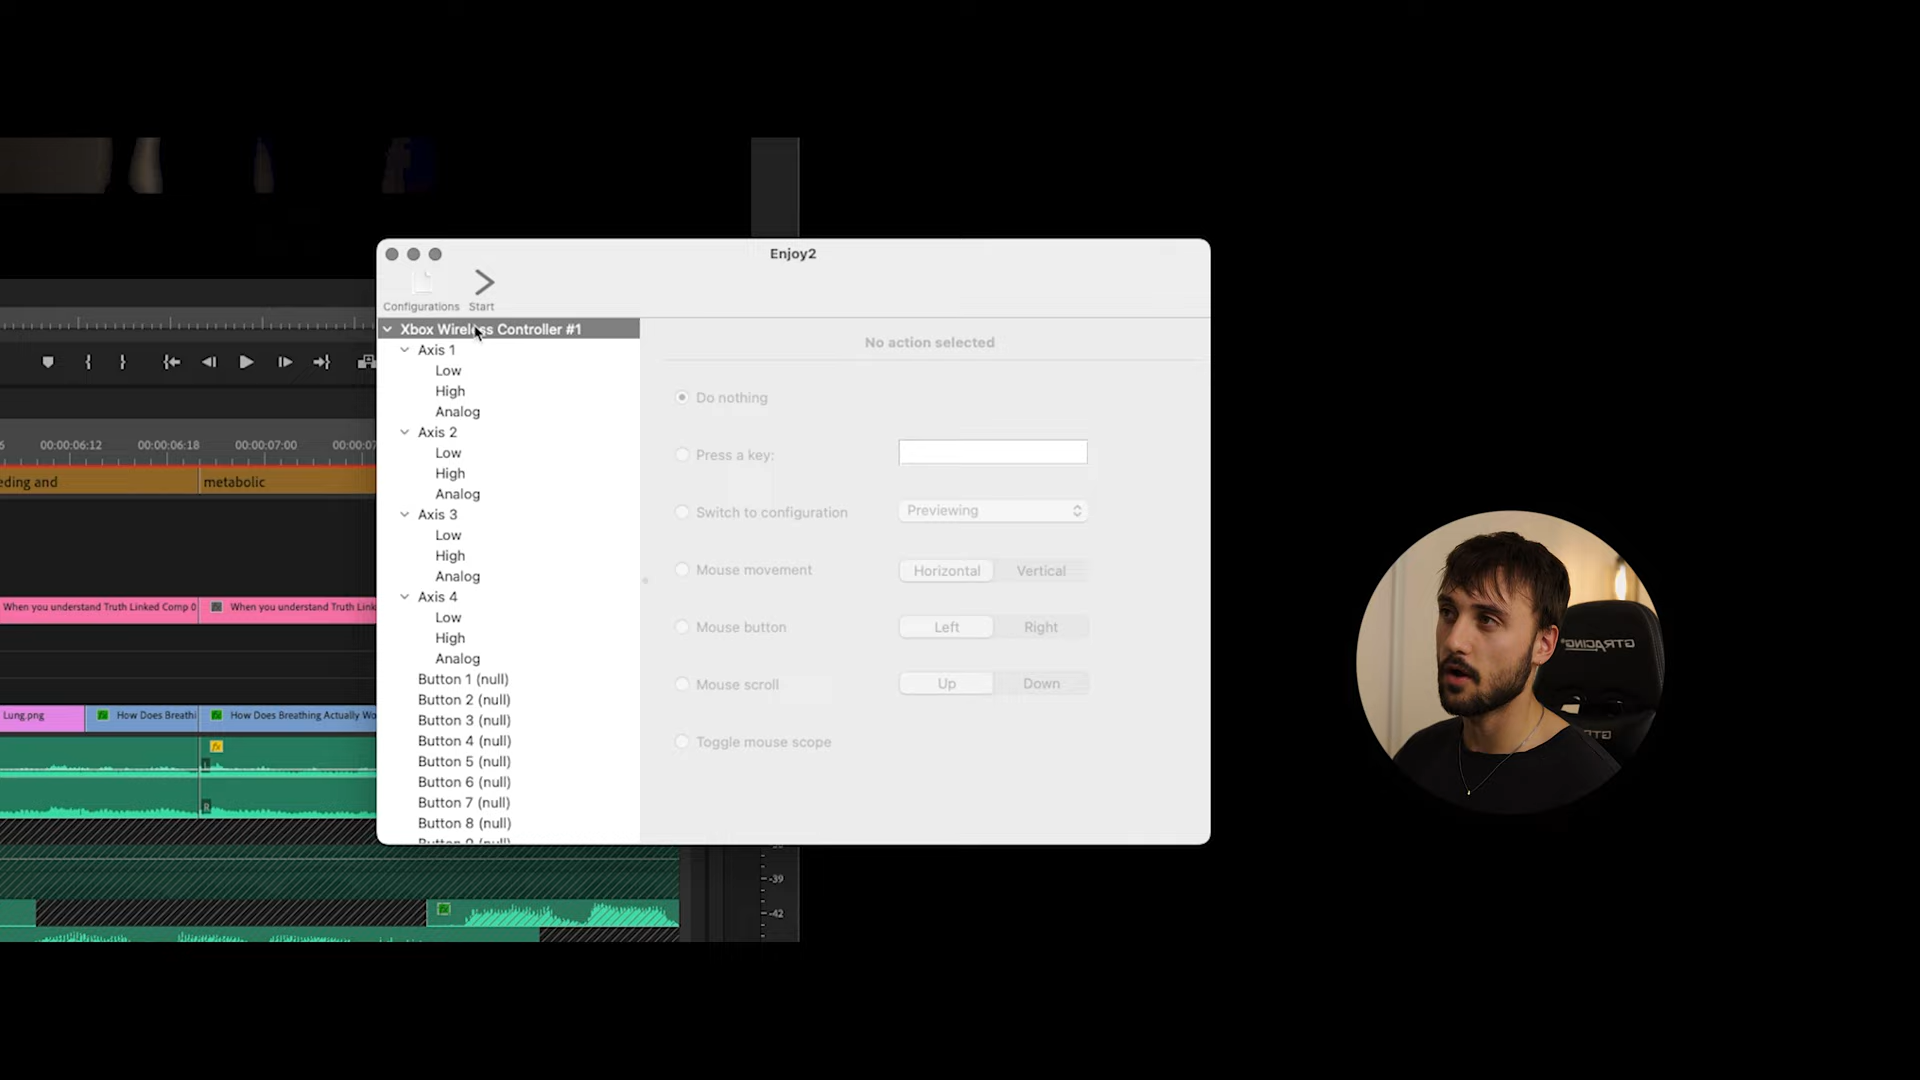 Enjoy2
Configurations Start
Xbox Wireless Controller #1
Axis 1
Low
High
Analog
Axis 2
Low
High
Analog
Axis 3
Low
High
Analog
Axis 4
Low
High
Analog
Button 1 (null)
Button 2 (null)
Button 3 (null)
Button 4 (null)
Button 5 (null)
Button 6 (null)
Button 7 (null)
Button 8 (null)
No action selected
Do nothing
Press a key:
Switch to configuration Previewing
Mouse movement Horizontal Vertical
Mouse button Left Right
Mouse scroll Up Down
Toggle mouse scope
00:00:06:12 00:00:06:18 00:00:07:00 00:00:07
eding and metabolic
When you understand Truth Linked Comp 0 When you understand Truth Link
Lung.png How Does Breathi How Does Breathing Actually Wo
fx
L
R
-39
-42
GTRACING